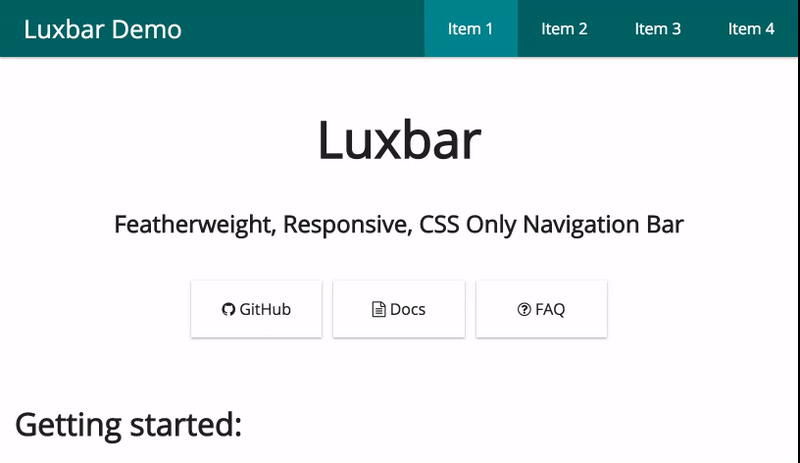 Luxbar Demo Item 1 Item 2 Item 3 Item 4
Luxbar
Featherweight, Responsive, CSS Only Navigation Bar
GitHub Docs FAQ
Getting started: